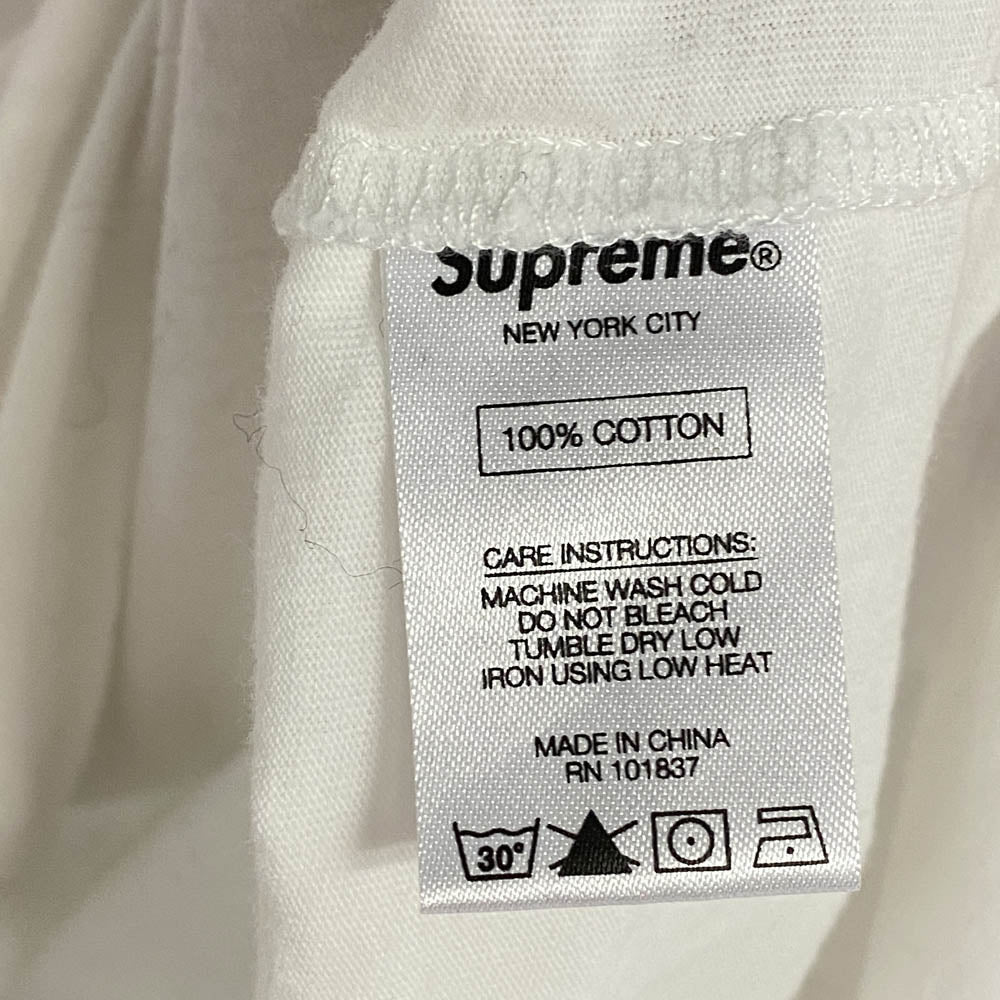 Supreme®
NEW YORK CITY
100% COTTON
CARE INSTRUCTIONS:
MACHINE WASH COLD
DO NOT BLEACH
TUMBLE DRY LOW
IRON USING LOW HEAT
MADE IN CHINA
RN 101837
30°